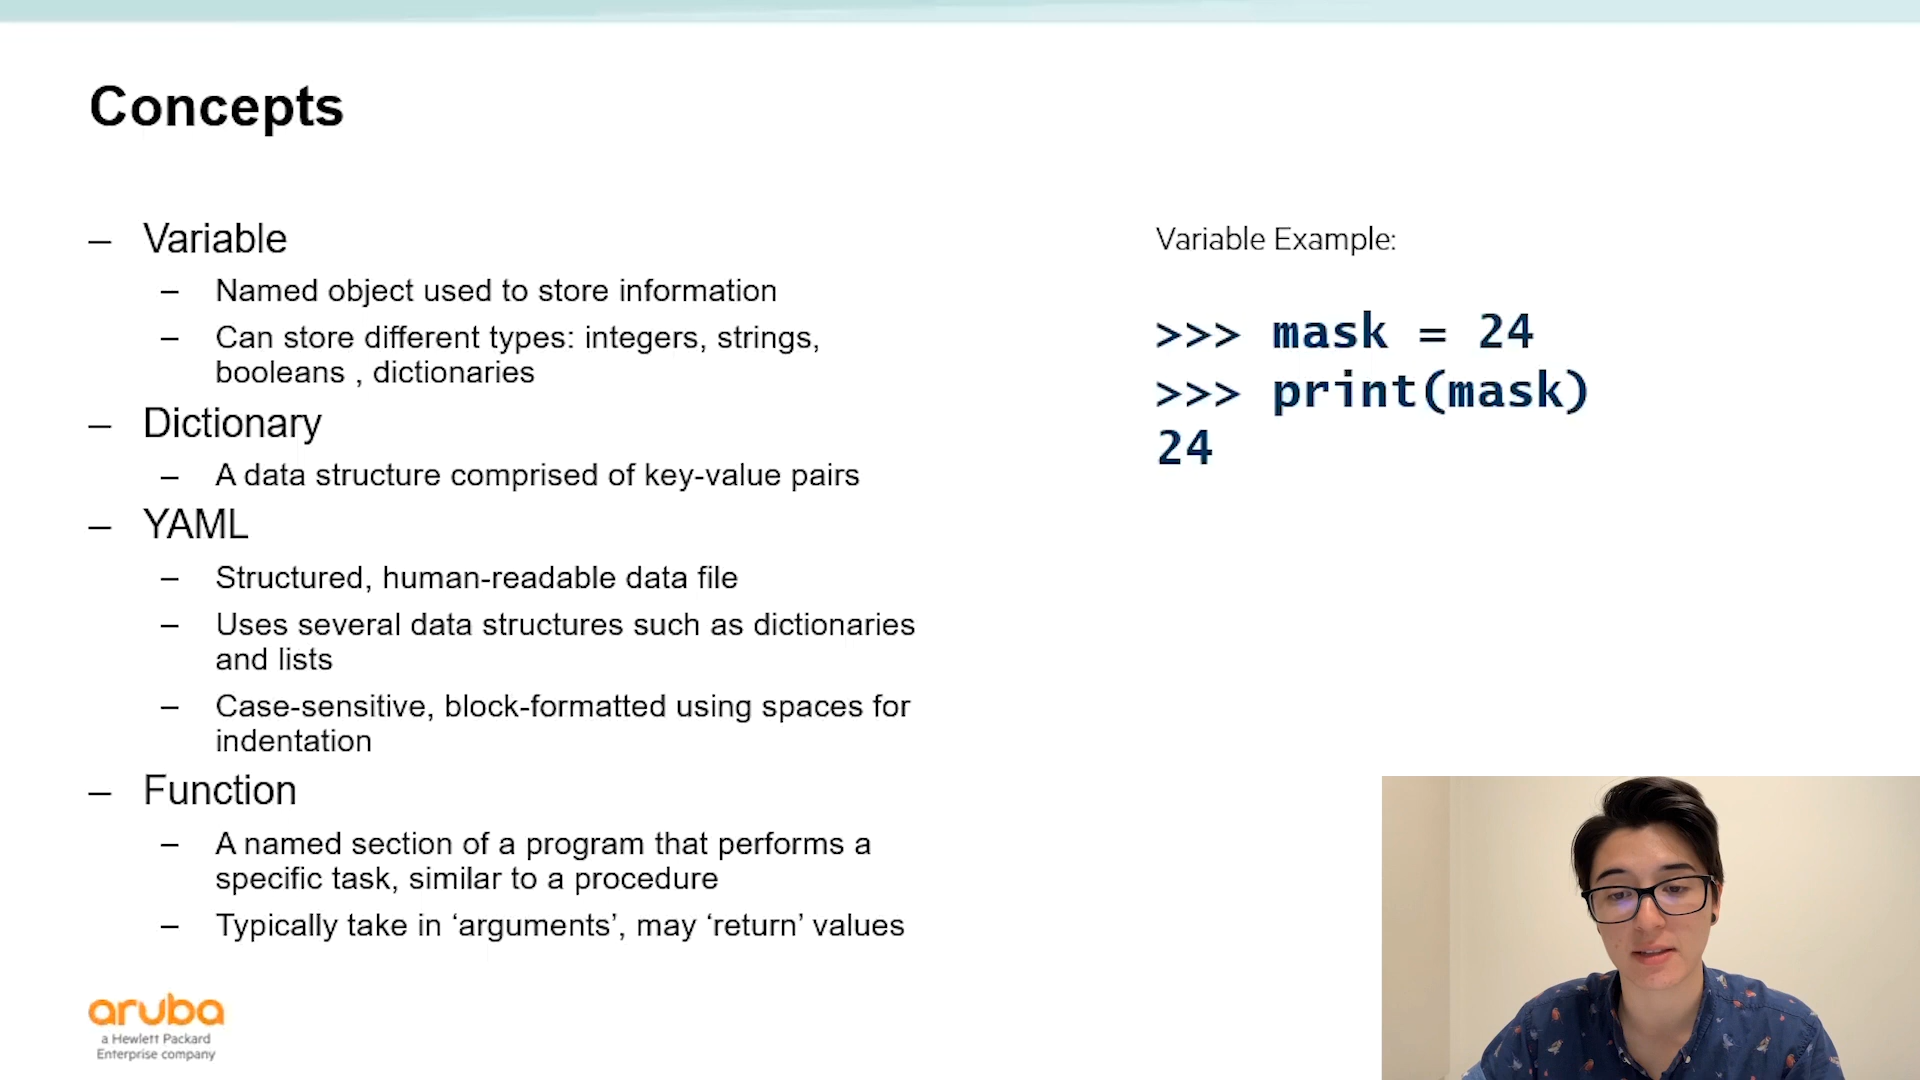 Concepts
– Variable
– Named object used to store information
– Can store different types: integers, strings,
booleans , dictionaries
– Dictionary
– A data structure comprised of key-value pairs
– YAML
– Structured, human-readable data file
– Uses several data structures such as dictionaries
and lists
– Case-sensitive, block-formatted using spaces for
indentation
– Function
– A named section of a program that performs a
specific task, similar to a procedure
– Typically take in ‘arguments’, may ‘return’ values
Variable Example:
>>> mask = 24
>>> print(mask)
24
aruba
a Hewlett Packard
Enterprise company